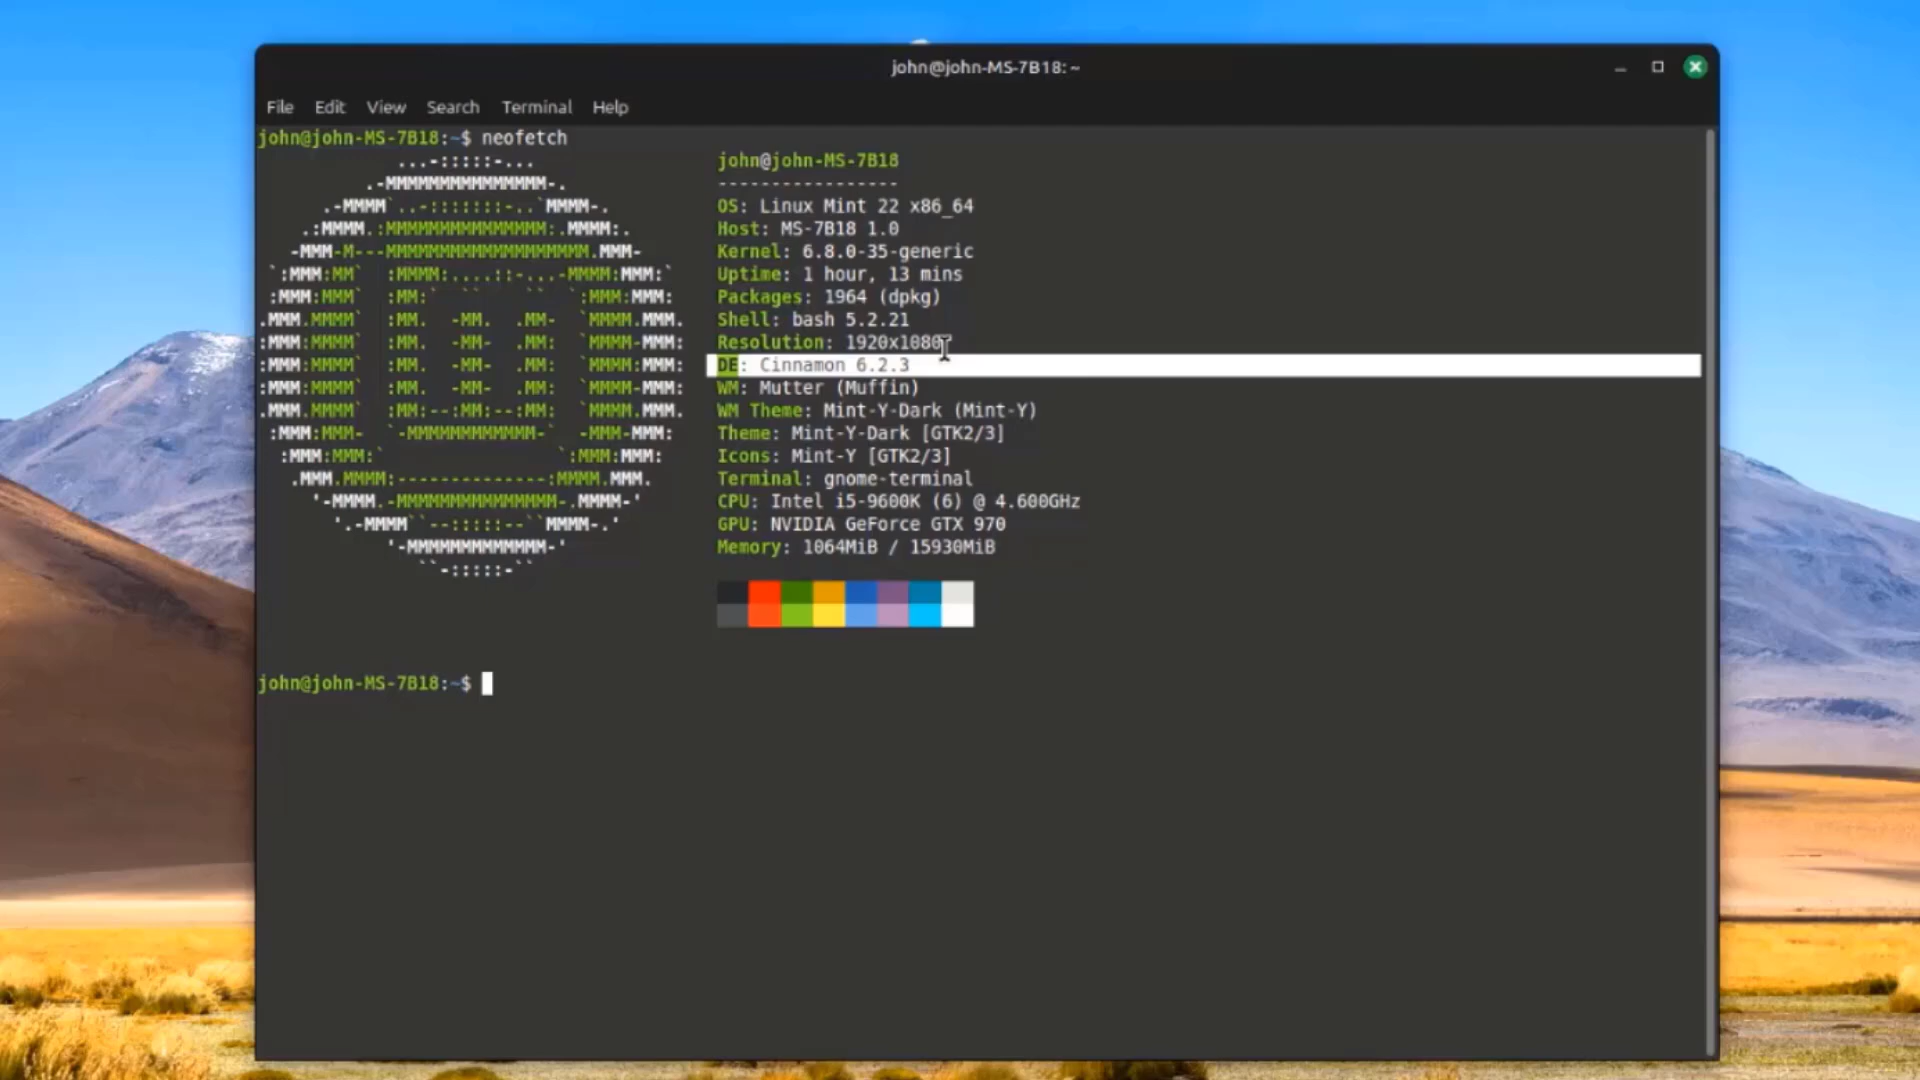 john@john-MS-7B18: ~
File Edit View Search Terminal Help
john@john-MS-7B18:~$ neofetch
john@john-MS-7B18
-----------------
OS: Linux Mint 22 x86_64
Host: MS-7B18 1.0
Kernel: 6.8.0-35-generic
Uptime: 1 hour, 13 mins
Packages: 1964 (dpkg)
Shell: bash 5.2.21
Resolution: 1920x1080
DE: Cinnamon 6.2.3
WM: Mutter (Muffin)
WM Theme: Mint-Y-Dark (Mint-Y)
Theme: Mint-Y-Dark [GTK2/3]
Icons: Mint-Y [GTK2/3]
Terminal: gnome-terminal
CPU: Intel i5-9600K (6) @ 4.600GHz
GPU: NVIDIA GeForce GTX 970
Memory: 1064MiB / 15930MiB
john@john-MS-7B18:~$